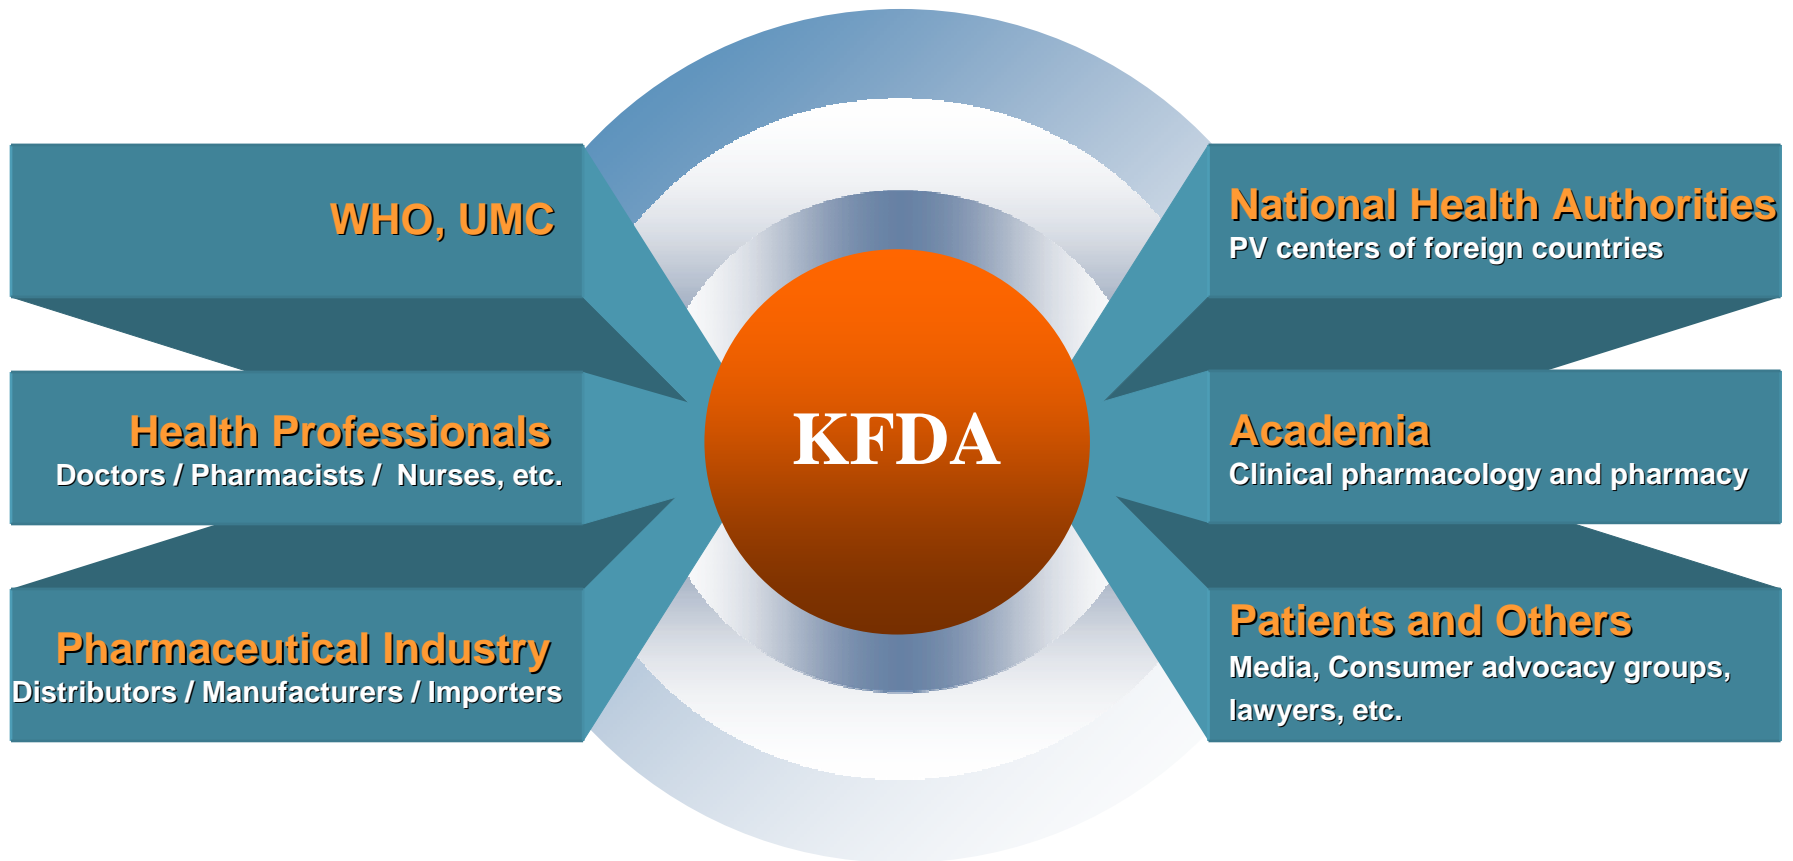 WHO, UMC
Health Professionals
Doctors / Pharmacists /  Nurses, etc.
Pharmaceutical Industry
Distributors / Manufacturers / Importers
KFDA
National Health Authorities
PV centers of foreign countries
Academia
Clinical pharmacology and pharmacy
Patients and Others
Media, Consumer advocacy groups,
lawyers, etc.